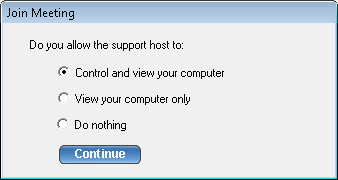 Join Meeting
Do you allow the support host to:
Control and view your computer
View your computer only
Do nothing
Continue